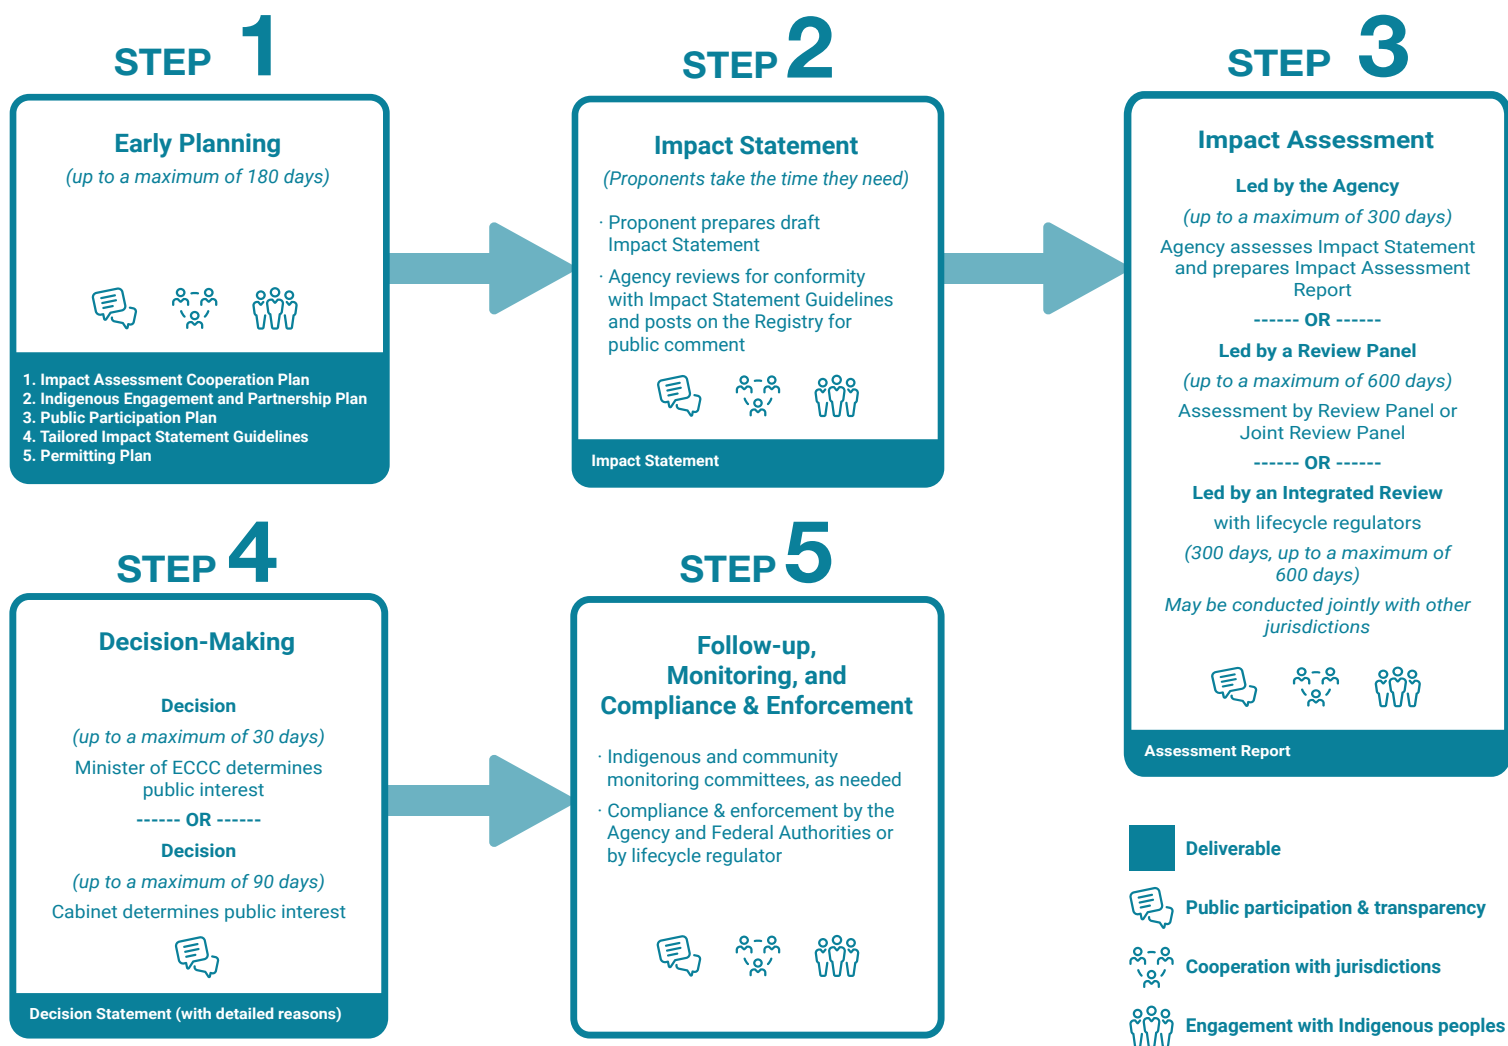 STEP 1
Early Planning
(up to a maximum of 180 days)
1. Impact Assessment Cooperation Plan
2. Indigenous Engagement and Partnership Plan
3. Public Participation Plan
4. Tailored Impact Statement Guidelines
5. Permitting Plan
STEP 2
Impact Statement
(Proponents take the time they need)
· Proponent prepares draft
Impact Statement
· Agency reviews for conformity
with Impact Statement Guidelines
and posts on the Registry for
public comment
Impact Statement
STEP 3
Impact Assessment
Led by the Agency
(up to a maximum of 300 days)
Agency assesses Impact Statement
and prepares Impact Assessment
Report
------ OR ------
Led by a Review Panel
(up to a maximum of 600 days)
Assessment by Review Panel or
Joint Review Panel
------ OR ------
Led by an Integrated Review
with lifecycle regulators
(300 days, up to a maximum of
600 days)
May be conducted jointly with other
jurisdictions
Assessment Report
STEP 4
Decision-Making
Decision
(up to a maximum of 30 days)
Minister of ECCC determines
public interest
------ OR ------
Decision
(up to a maximum of 90 days)
Cabinet determines public interest
Decision Statement (with detailed reasons)
STEP 5
Follow-up,
Monitoring, and
Compliance & Enforcement
· Indigenous and community
monitoring committees, as needed
· Compliance & enforcement by the
Agency and Federal Authorities or
by lifecycle regulator
Deliverable
Public participation & transparency
Cooperation with jurisdictions
Engagement with Indigenous peoples